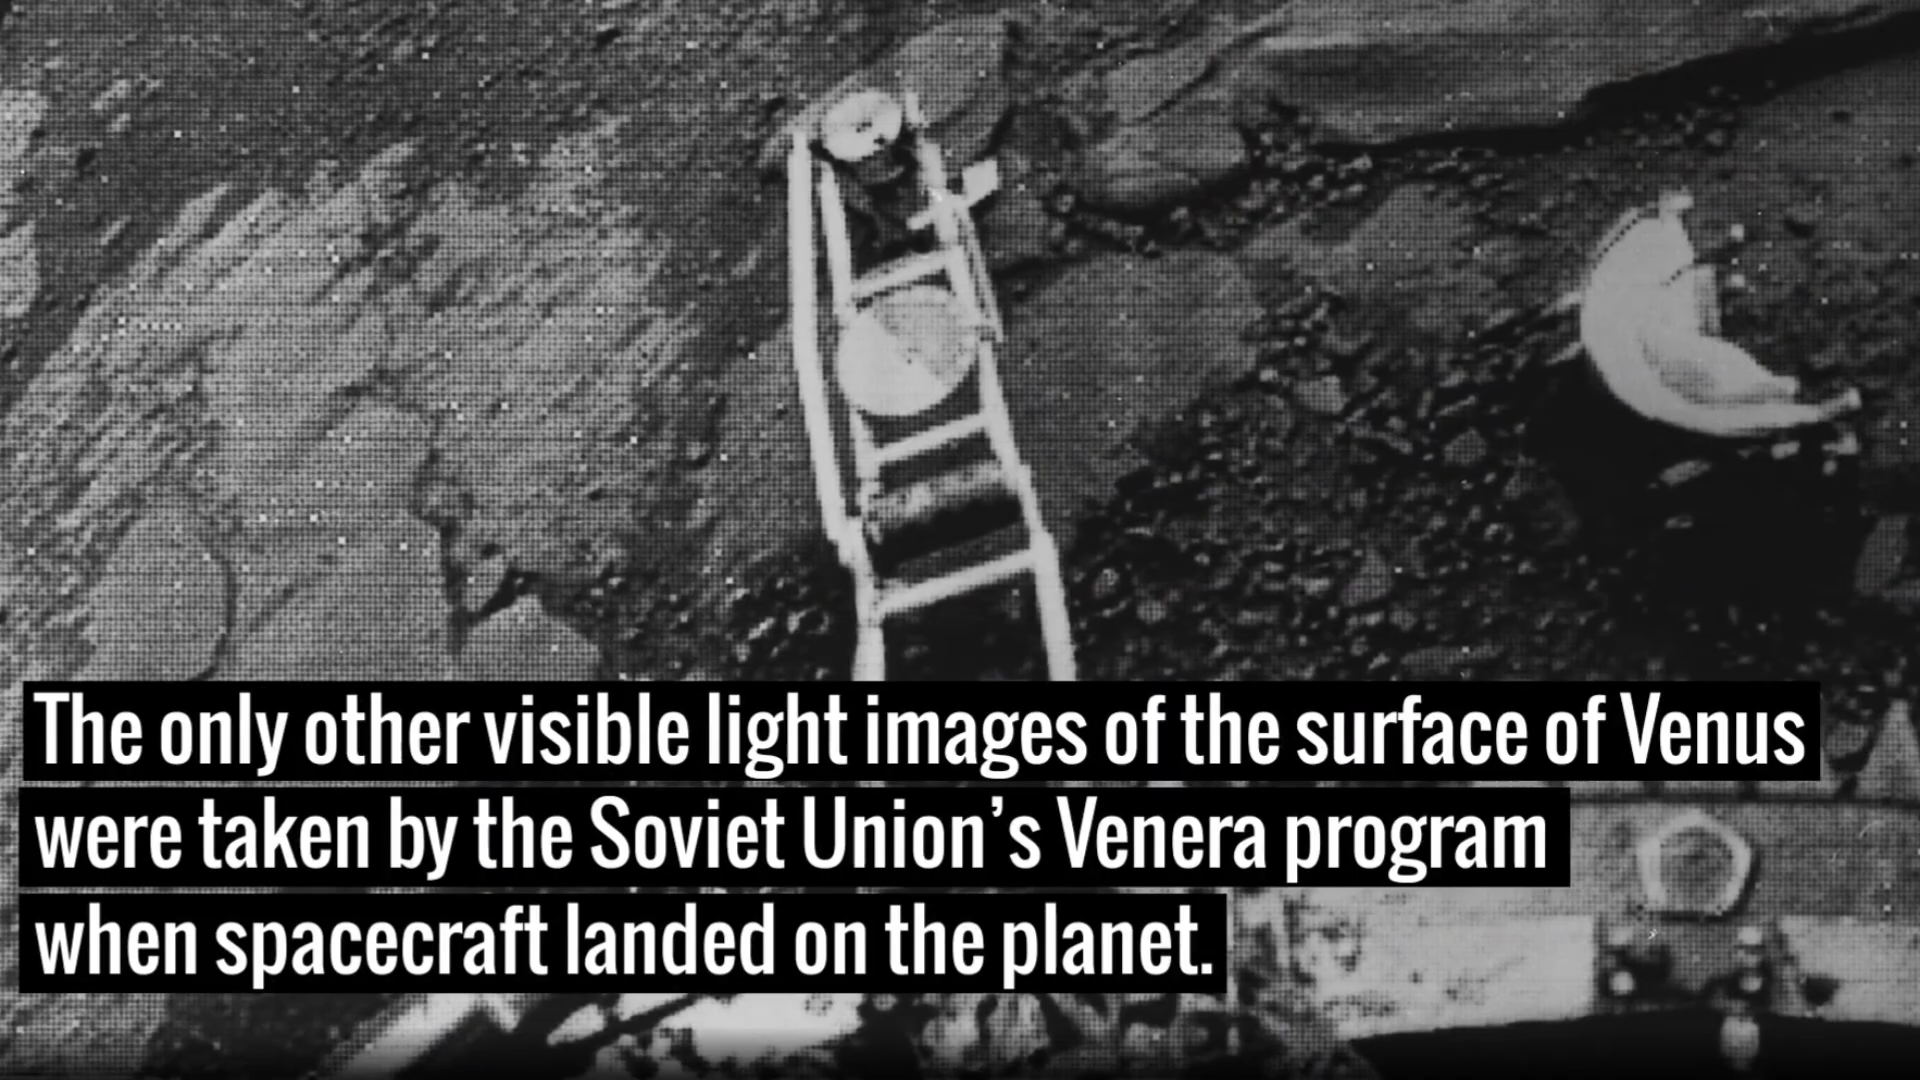 The only other visible light images of the surface of Venus
were taken by the Soviet Union’s Venera program
when spacecraft landed on the planet.